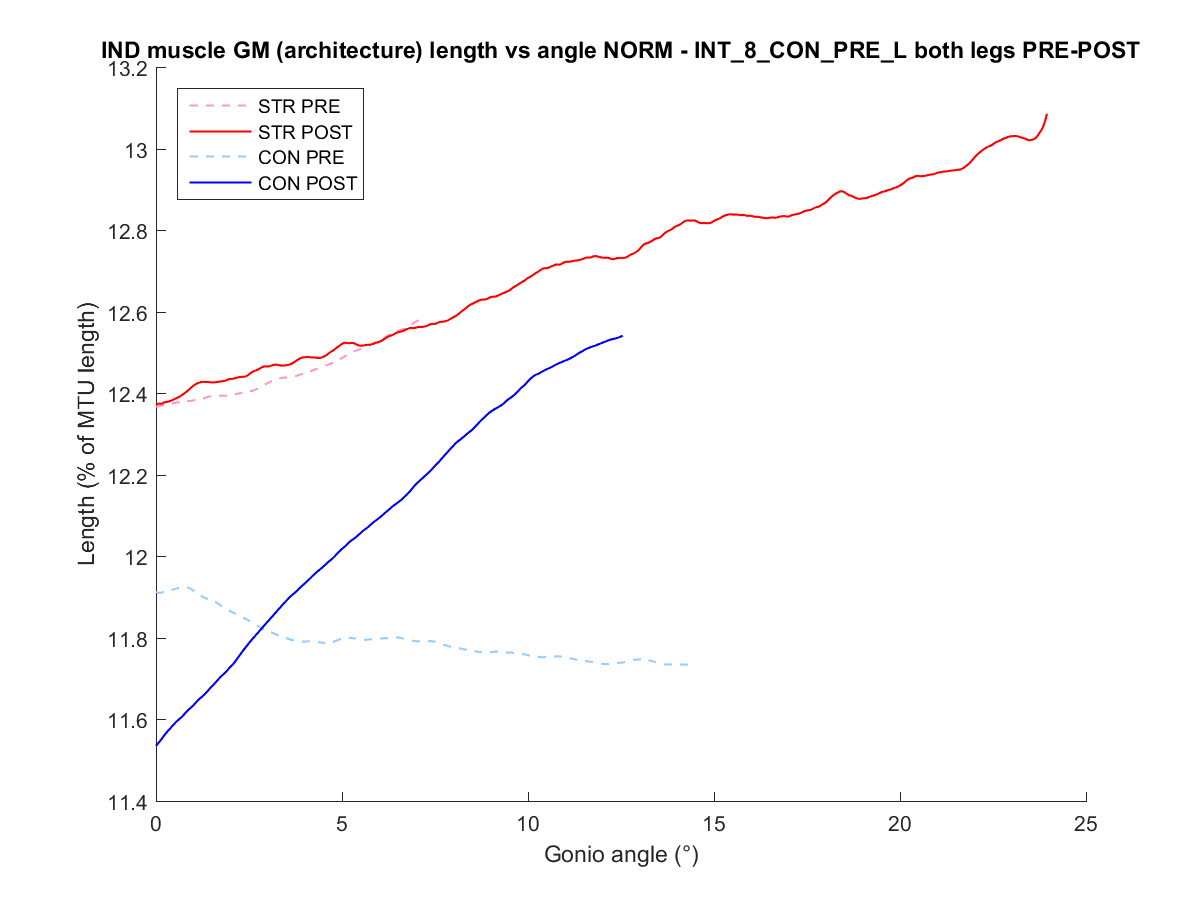 IND muscle GM (architecture) length vs angle NORM - INT_8_CON_PRE_L both legs PRE-POST
13.2
13
12.8
12.6
12.4
12.2
12
11.8
11.6
11.4
Length (% of MTU length)
STR PRE
STR POST
CON PRE
CON POST
0
5
10
15
20
25
Gonio angle (°)